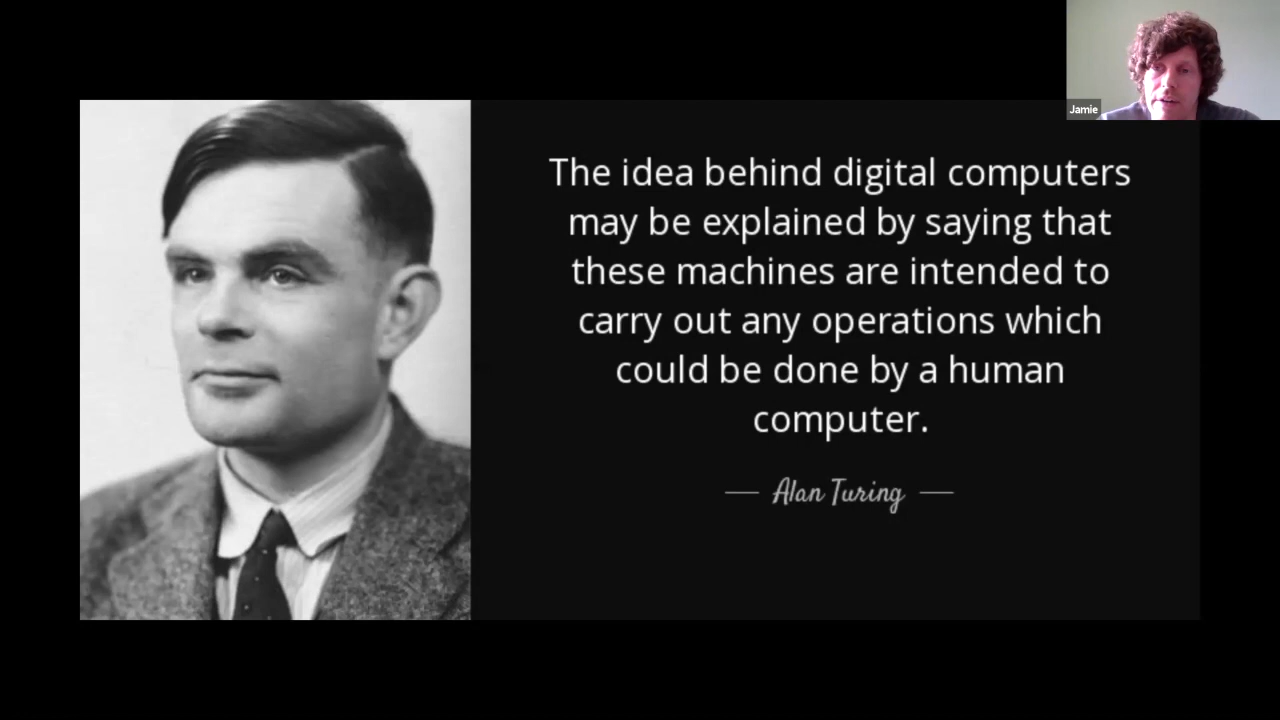 Jamie
The idea behind digital computers
may be explained by saying that
these machines are intended to
carry out any operations which
could be done by a human
computer.
Alan Turing